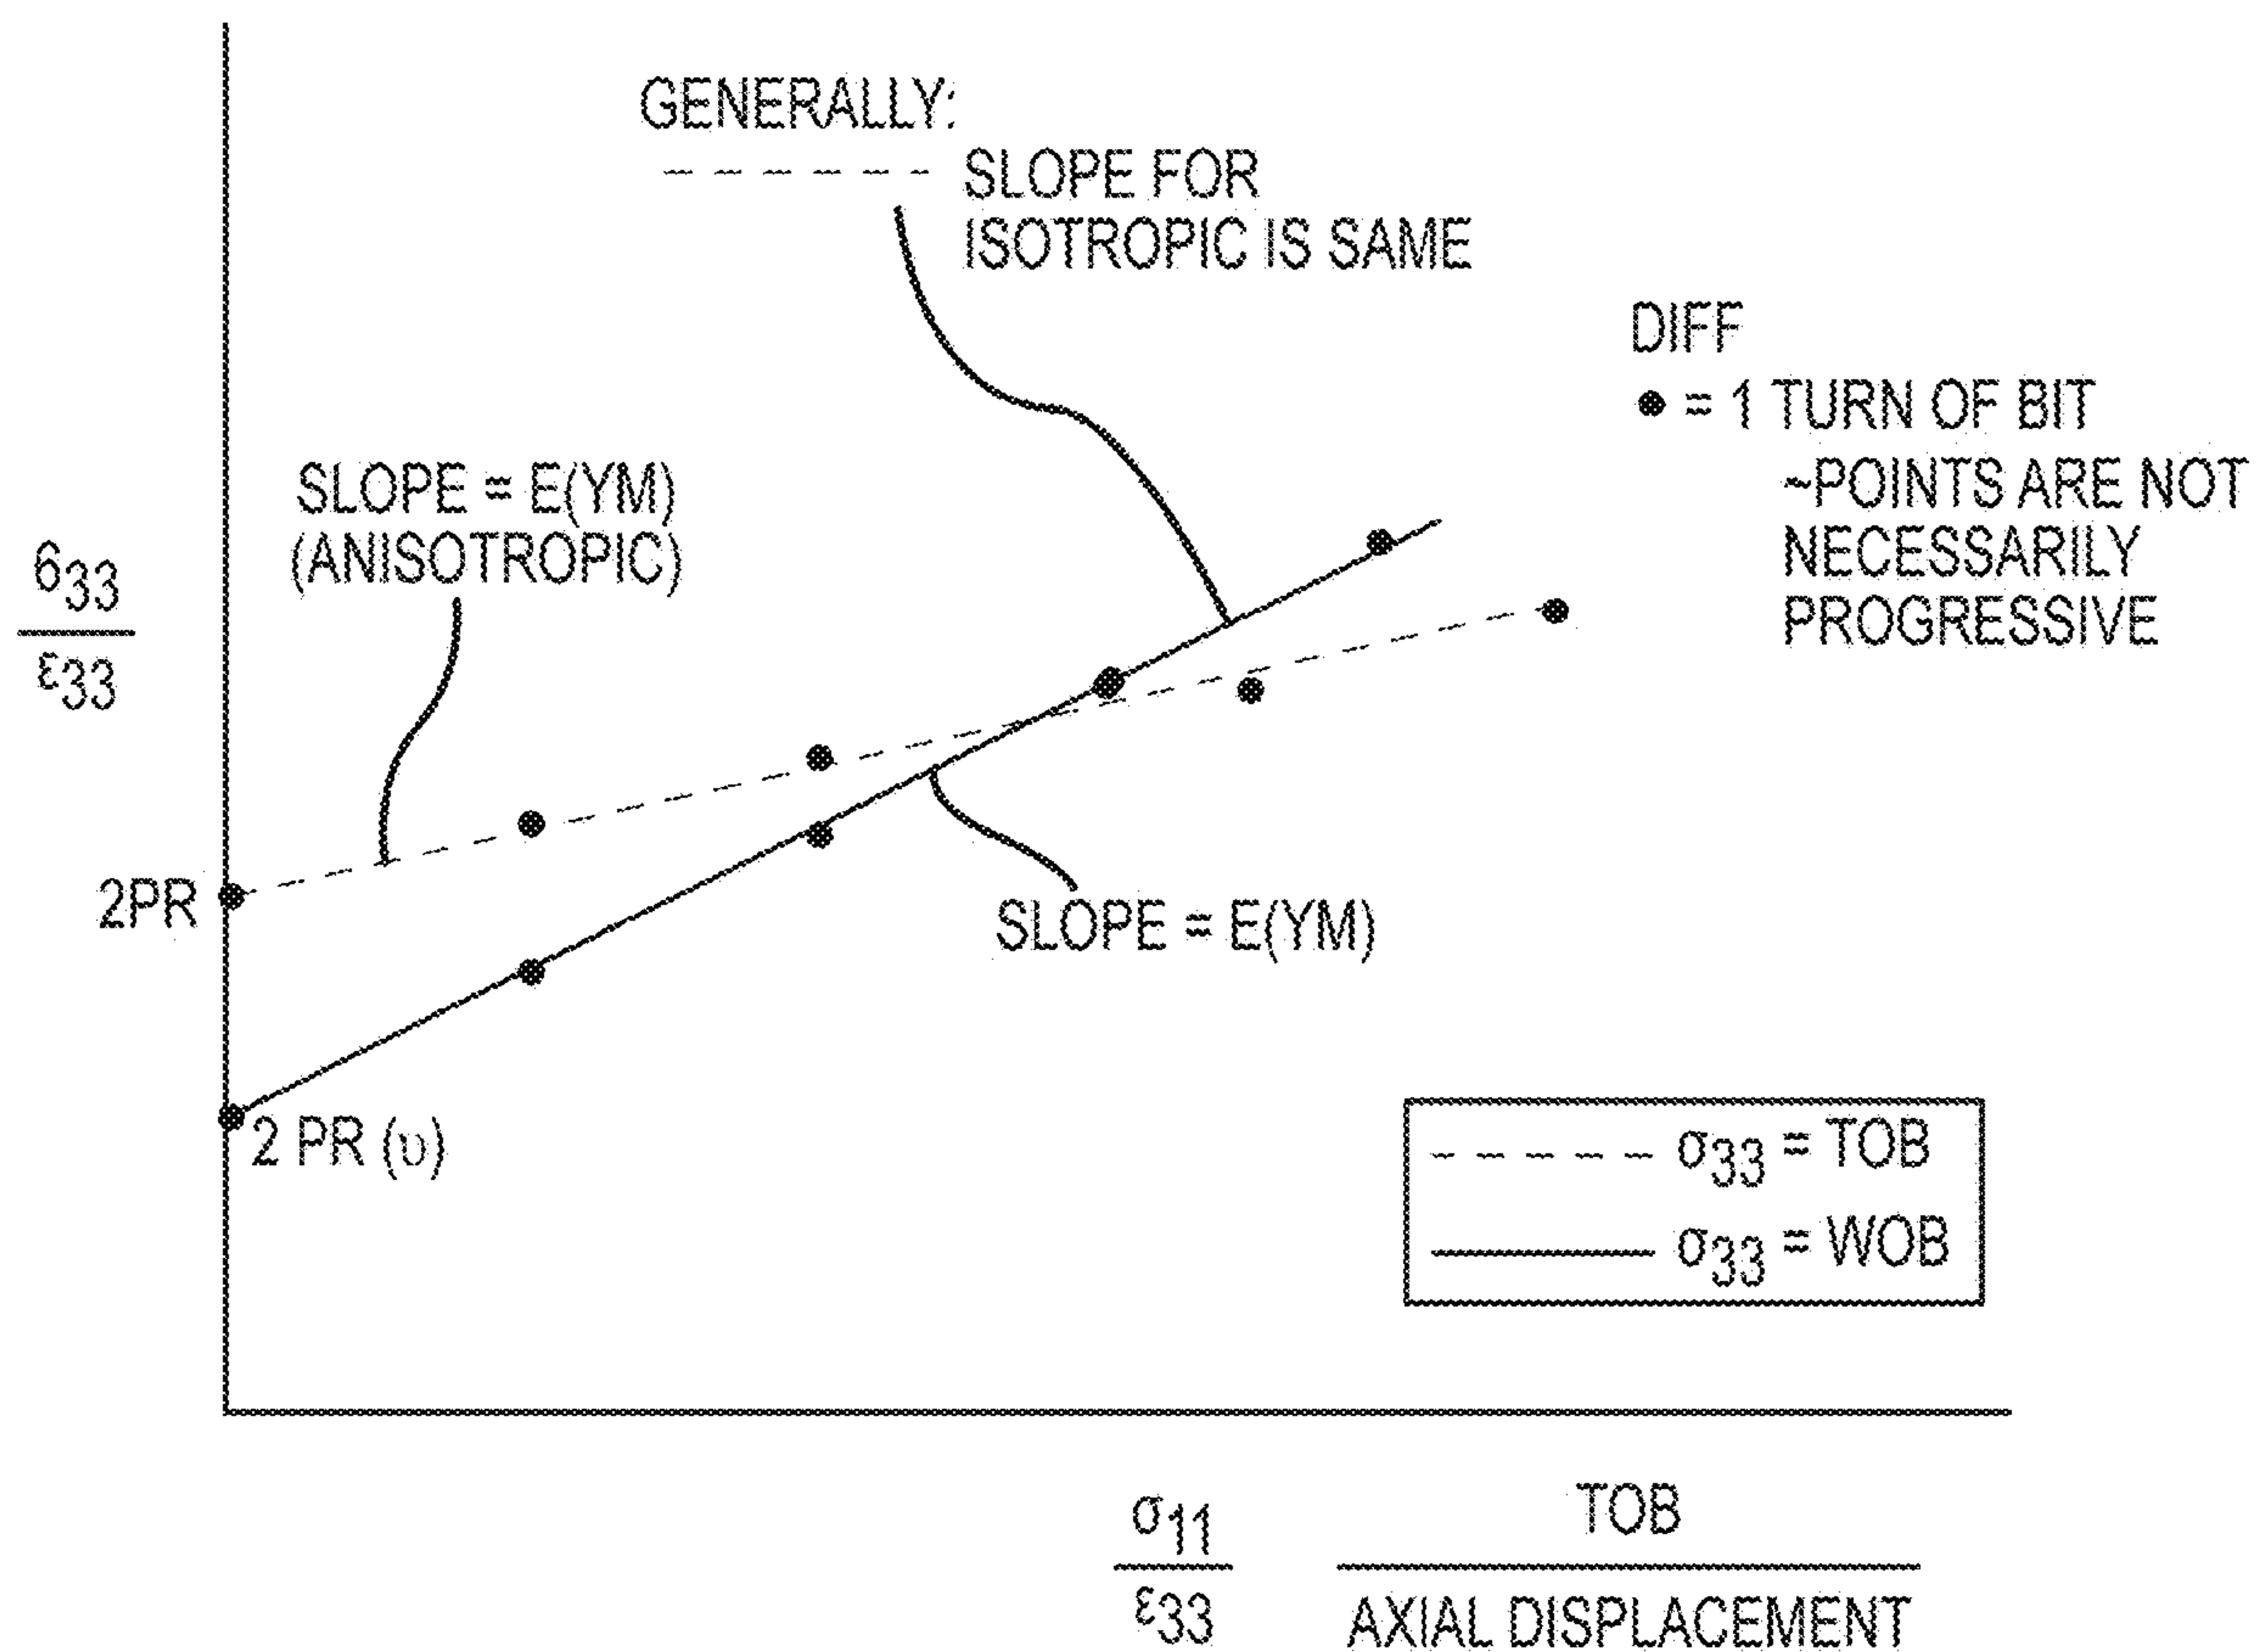 GENERALLY:
- - - - - - SLOPE FOR
ISOTROPIC IS SAME
DIFF
• = 1 TURN OF BIT
~POINTS ARE NOT
NECESSARILY
PROGRESSIVE
SLOPE = E(YM)
(ANISOTROPIC)
633
ε33
2PR
SLOPE = E(YM)
2 PR (υ)
σ33 = TOB
σ33 = WOB
σ11
ε33
TOB
AXIAL DISPLACEMENT